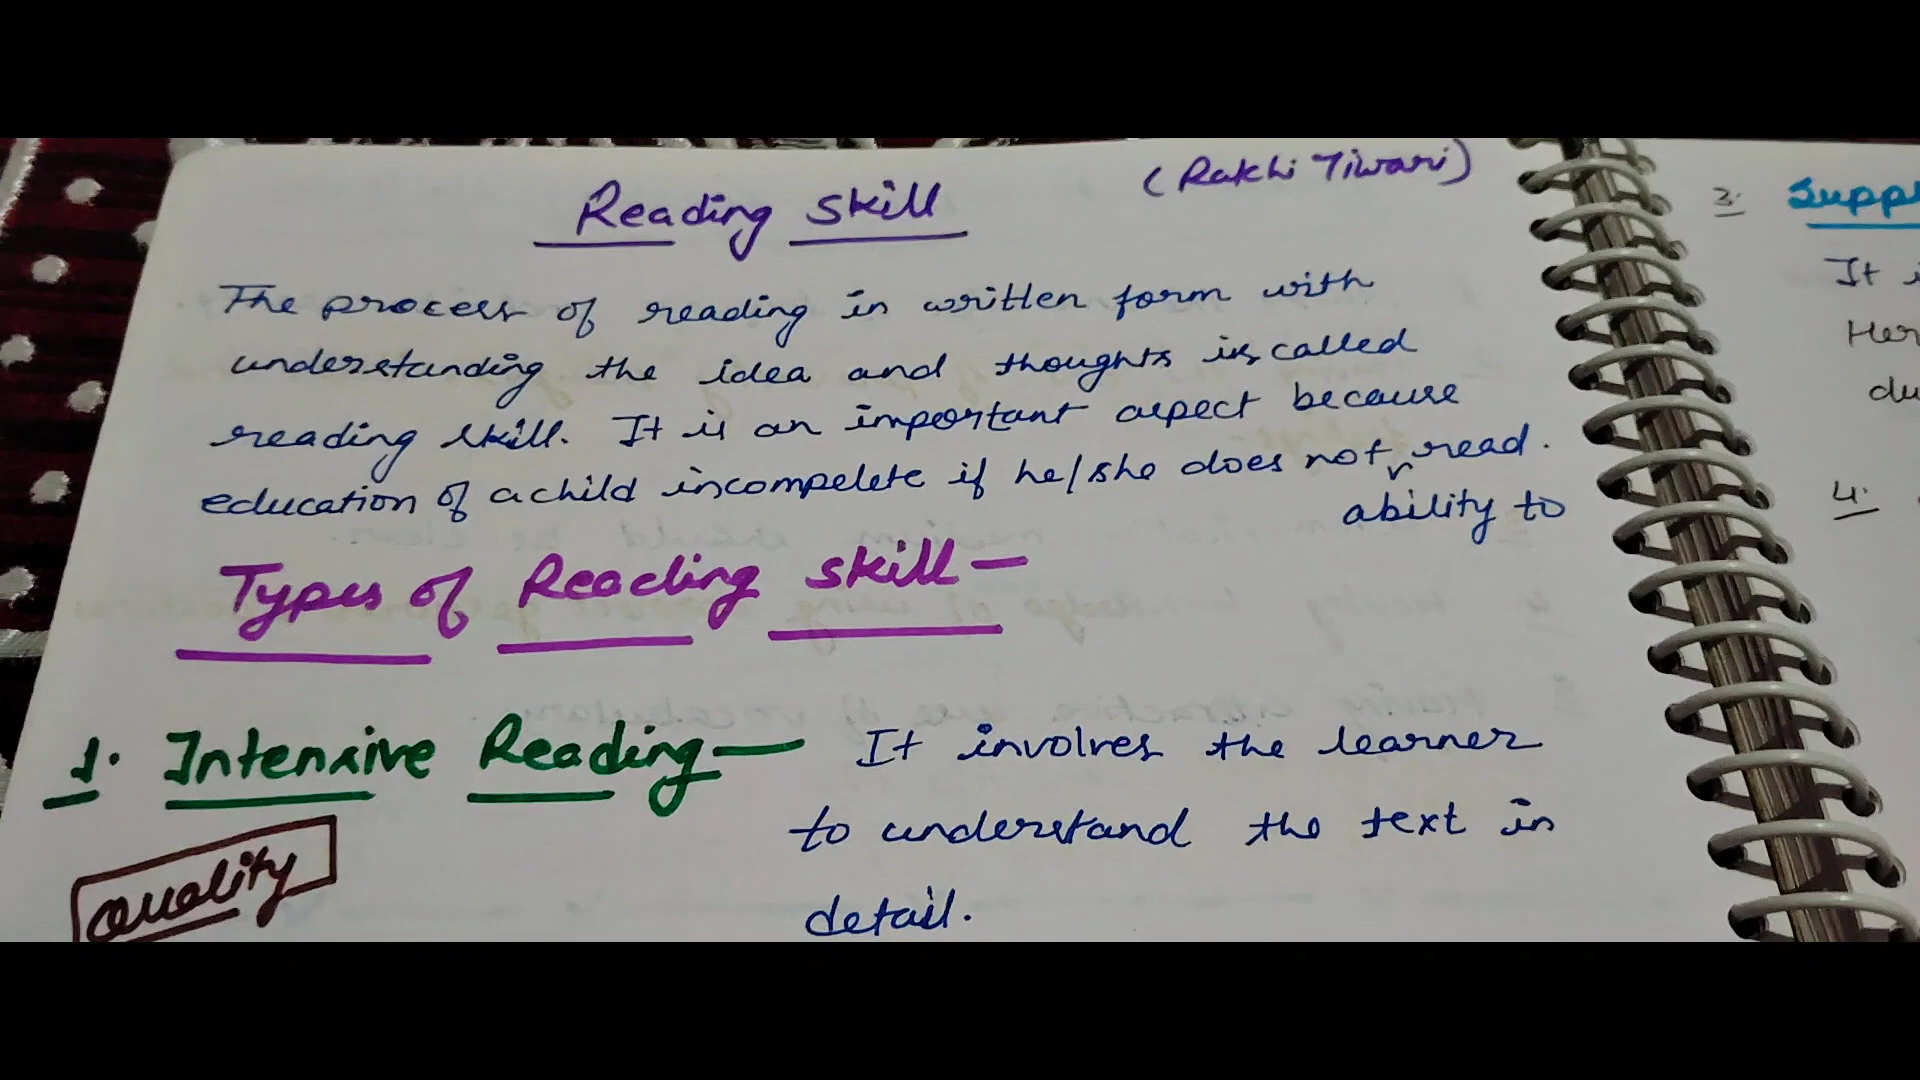 Reading Skill
(Rakhi Tiwari)
The process of reading in written form with
understanding the idea and thoughts is called
reading skill. It is an important aspect because
education of a child incompelete if he/she does not read.
ability to
Types of Reading skill-
1. Intensive Reading- It involves the learner
to understand the text in
detail.
Quality
3. Suppl
It i
Her
du
4.